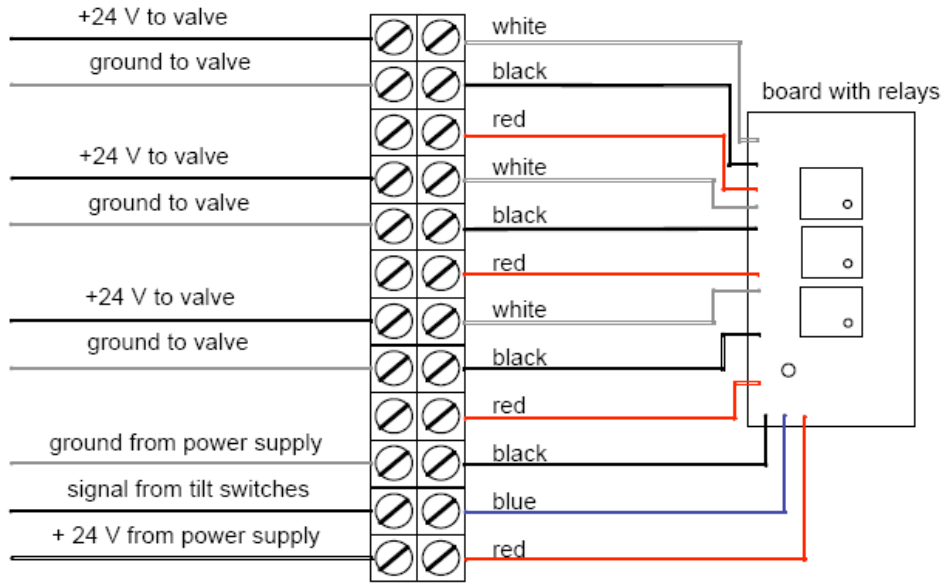 +24 V to valve
white
ground to valve
black
board with relays
red
+24 V to valve
white
ground to valve
black
red
+24 V to valve
white
ground to valve
black
red
ground from power supply
black
signal from tilt switches
blue
+ 24 V from power supply
red